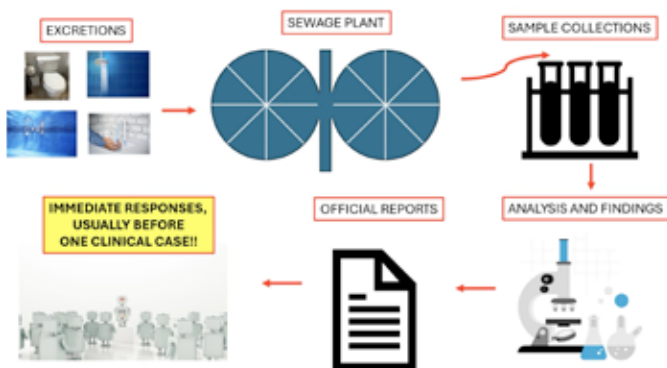 EXCRETIONS
SEWAGE PLANT
SAMPLE COLLECTIONS
IMMEDIATE RESPONSES,
USUALLY BEFORE
ONE CLINICAL CASE!!
OFFICIAL REPORTS
ANALYSIS AND FINDINGS